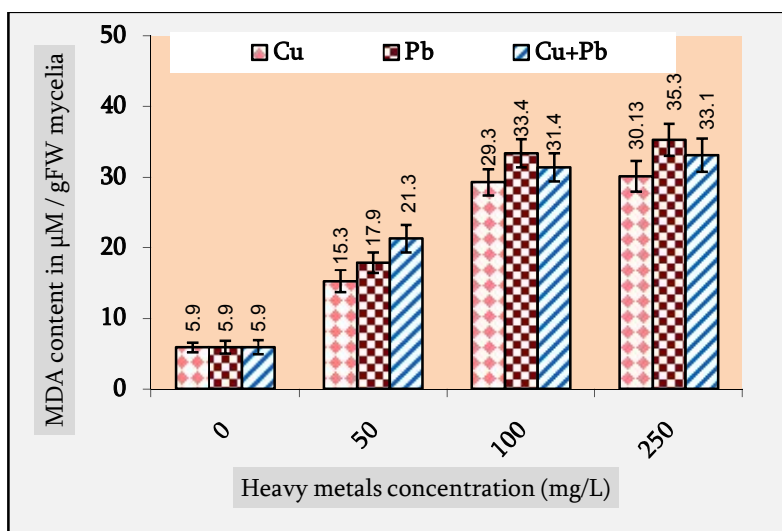 50
40
30
20
10
0
Cu Pb Cu+Pb
MDA content in µM / gFW mycelia
5.9 5.9 5.9
15.3 17.9 21.3
29.3 33.4 31.4
30.13 35.3 33.1
0 50 100 250
Heavy metals concentration (mg/L)